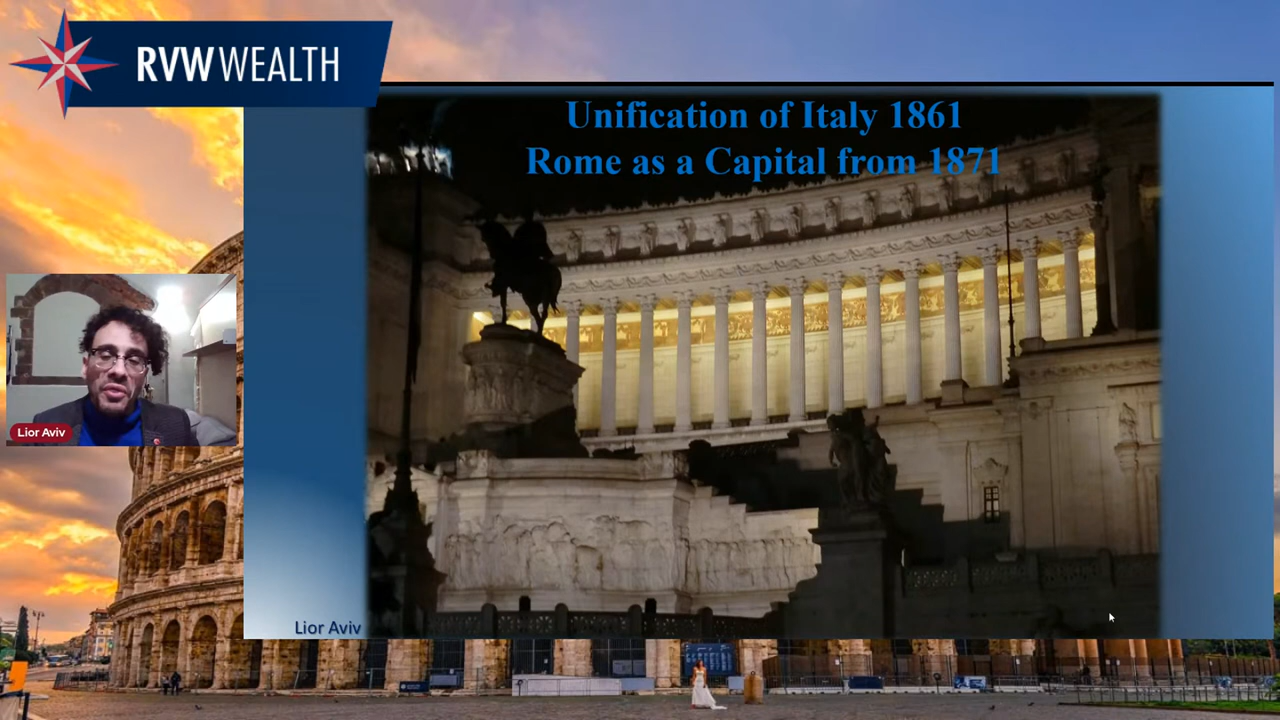 RVW WEALTH
Unification of Italy 1861
Rome as a Capital from 1871
Lior Aviv
Lior Aviv